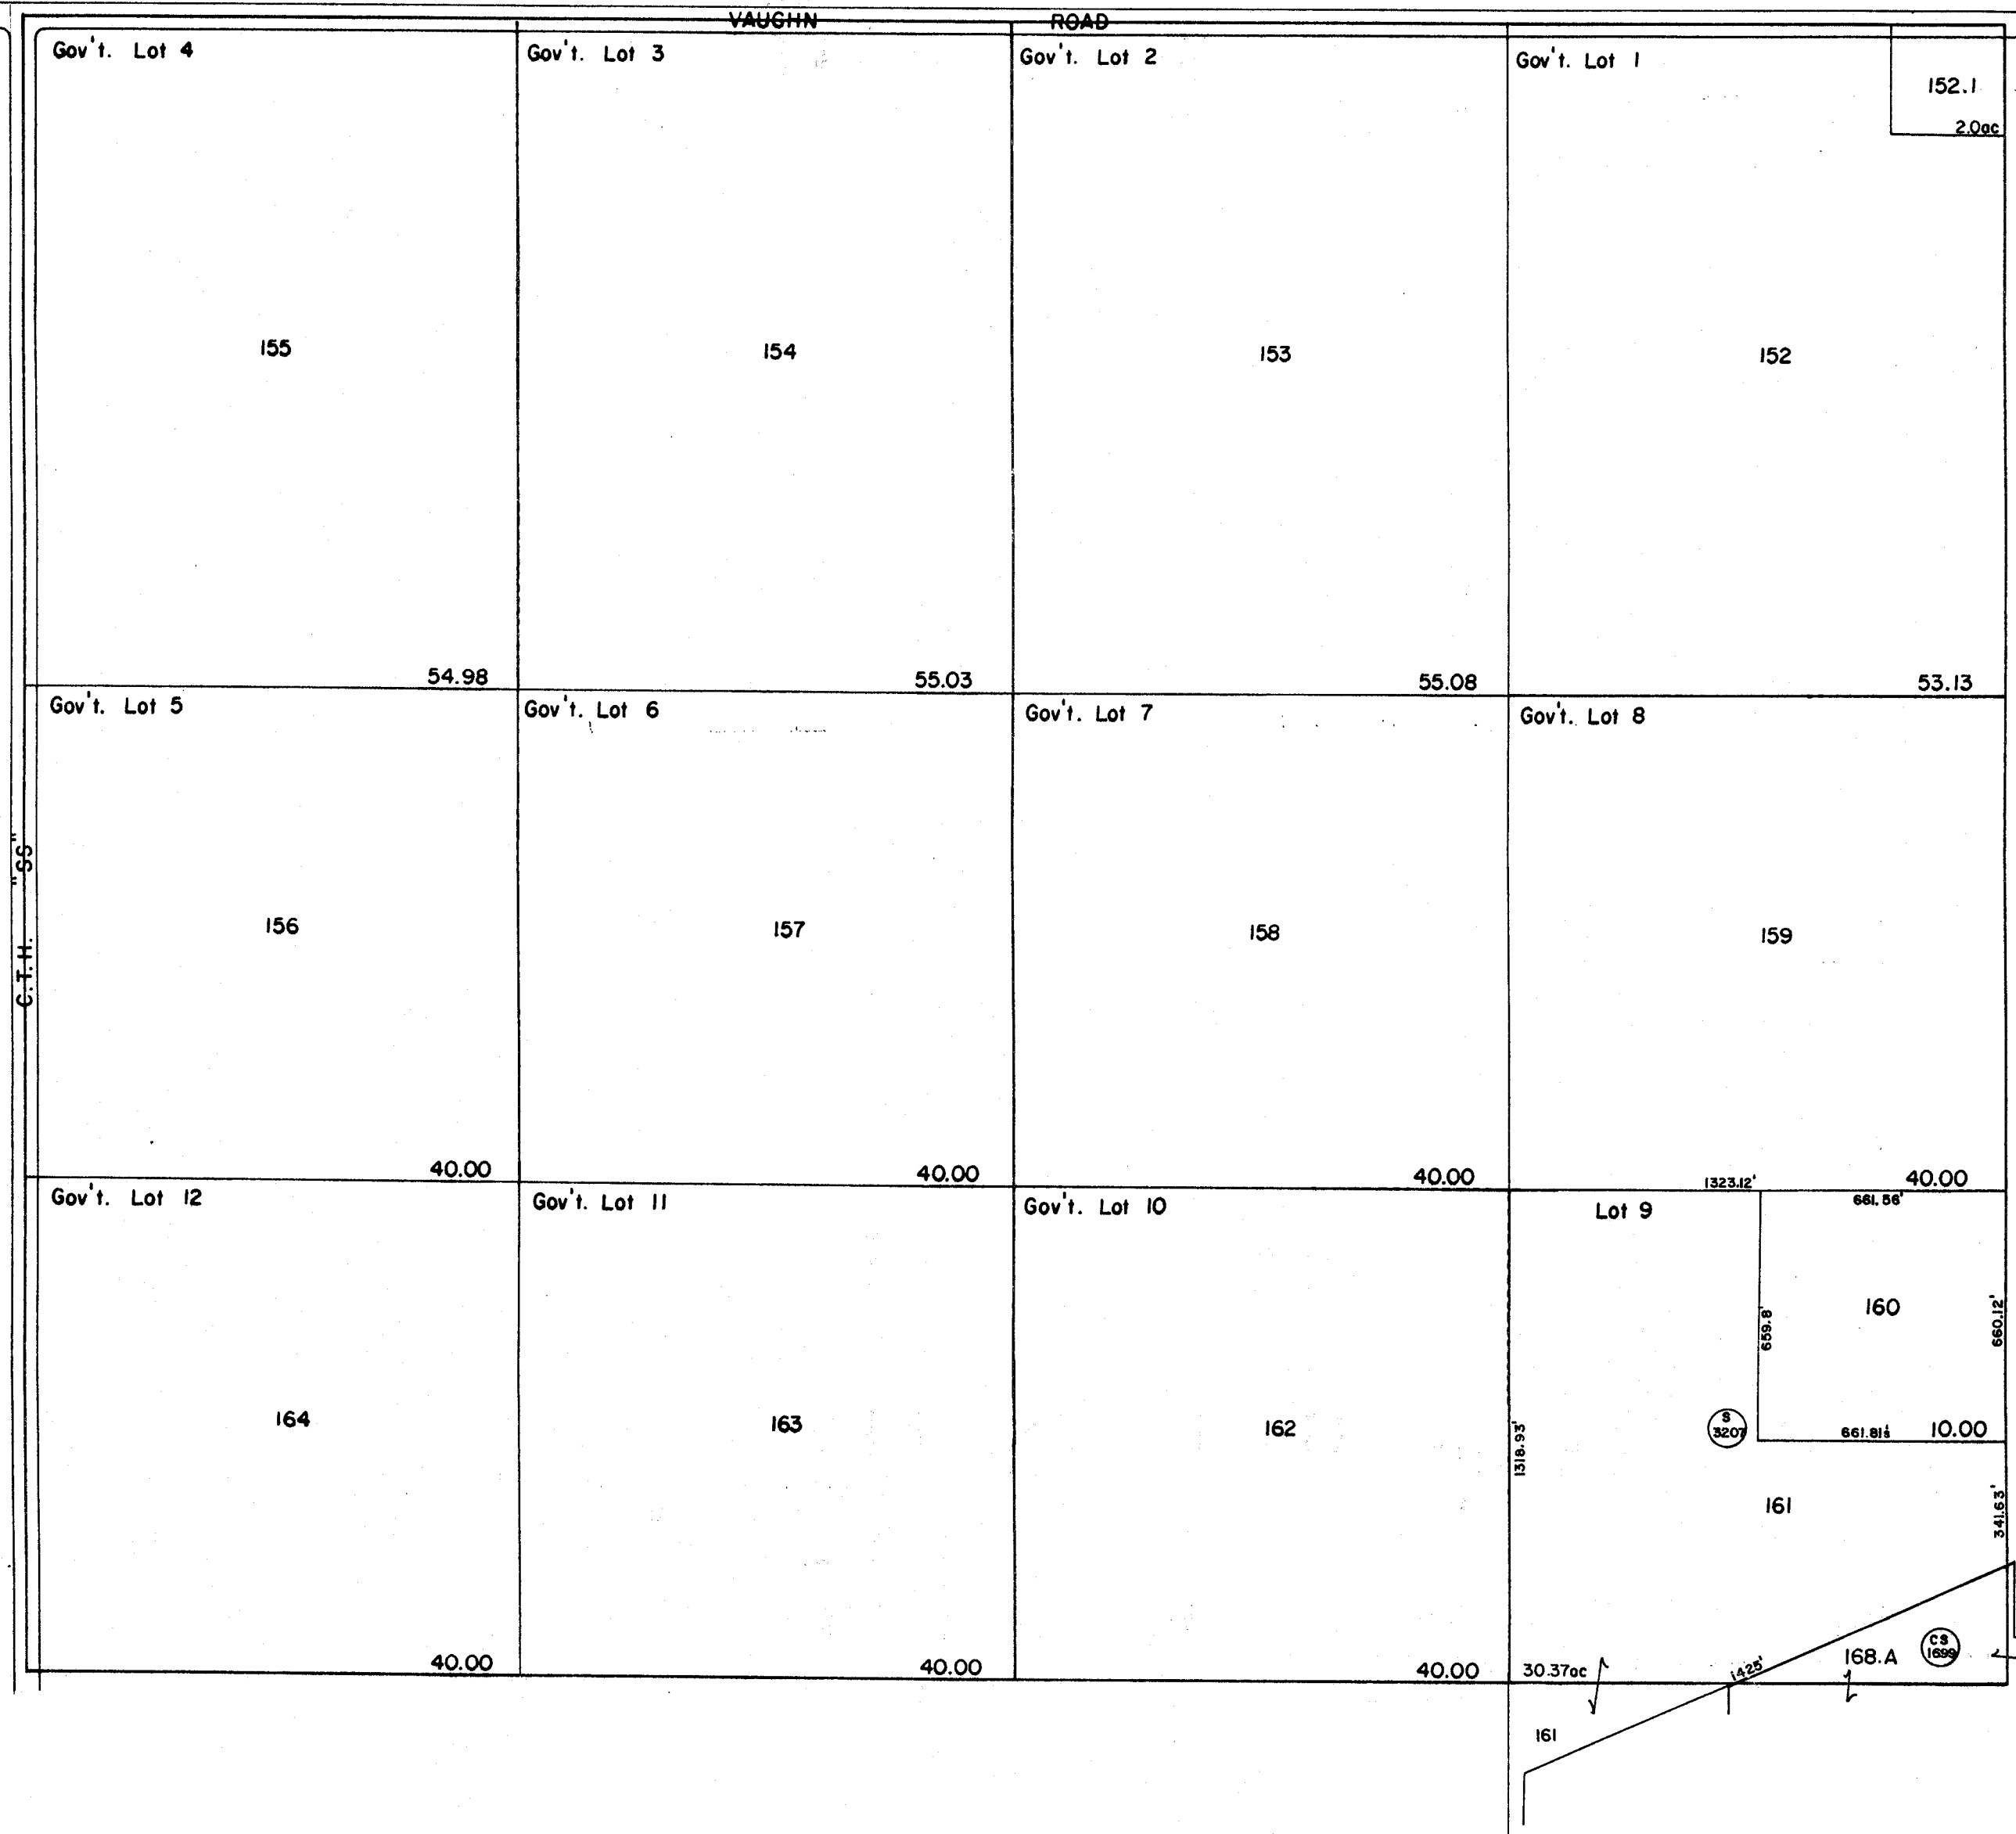 VAUGHN ROAD
Gov't. Lot 4
Gov't. Lot 3
Gov't. Lot 2
Gov't. Lot 1
152.1
2.0ac
155
154
153
152
54.98
55.03
55.08
53.13
Gov't. Lot 5
Gov't. Lot 6
Gov't. Lot 7
Gov't. Lot 8
C.T.H. "SS"
156
157
158
159
40.00
40.00
40.00
1323.12'
40.00
Gov't. Lot 12
Gov't. Lot 11
Gov't. Lot 10
Lot 9
661.56'
160
659.8'
660.12'
164
163
162
1318.93'
S
3207
661.81'
10.00
161
341.63'
40.00
40.00
40.00
30.37ac
1425'
168.A
CS
1699
161